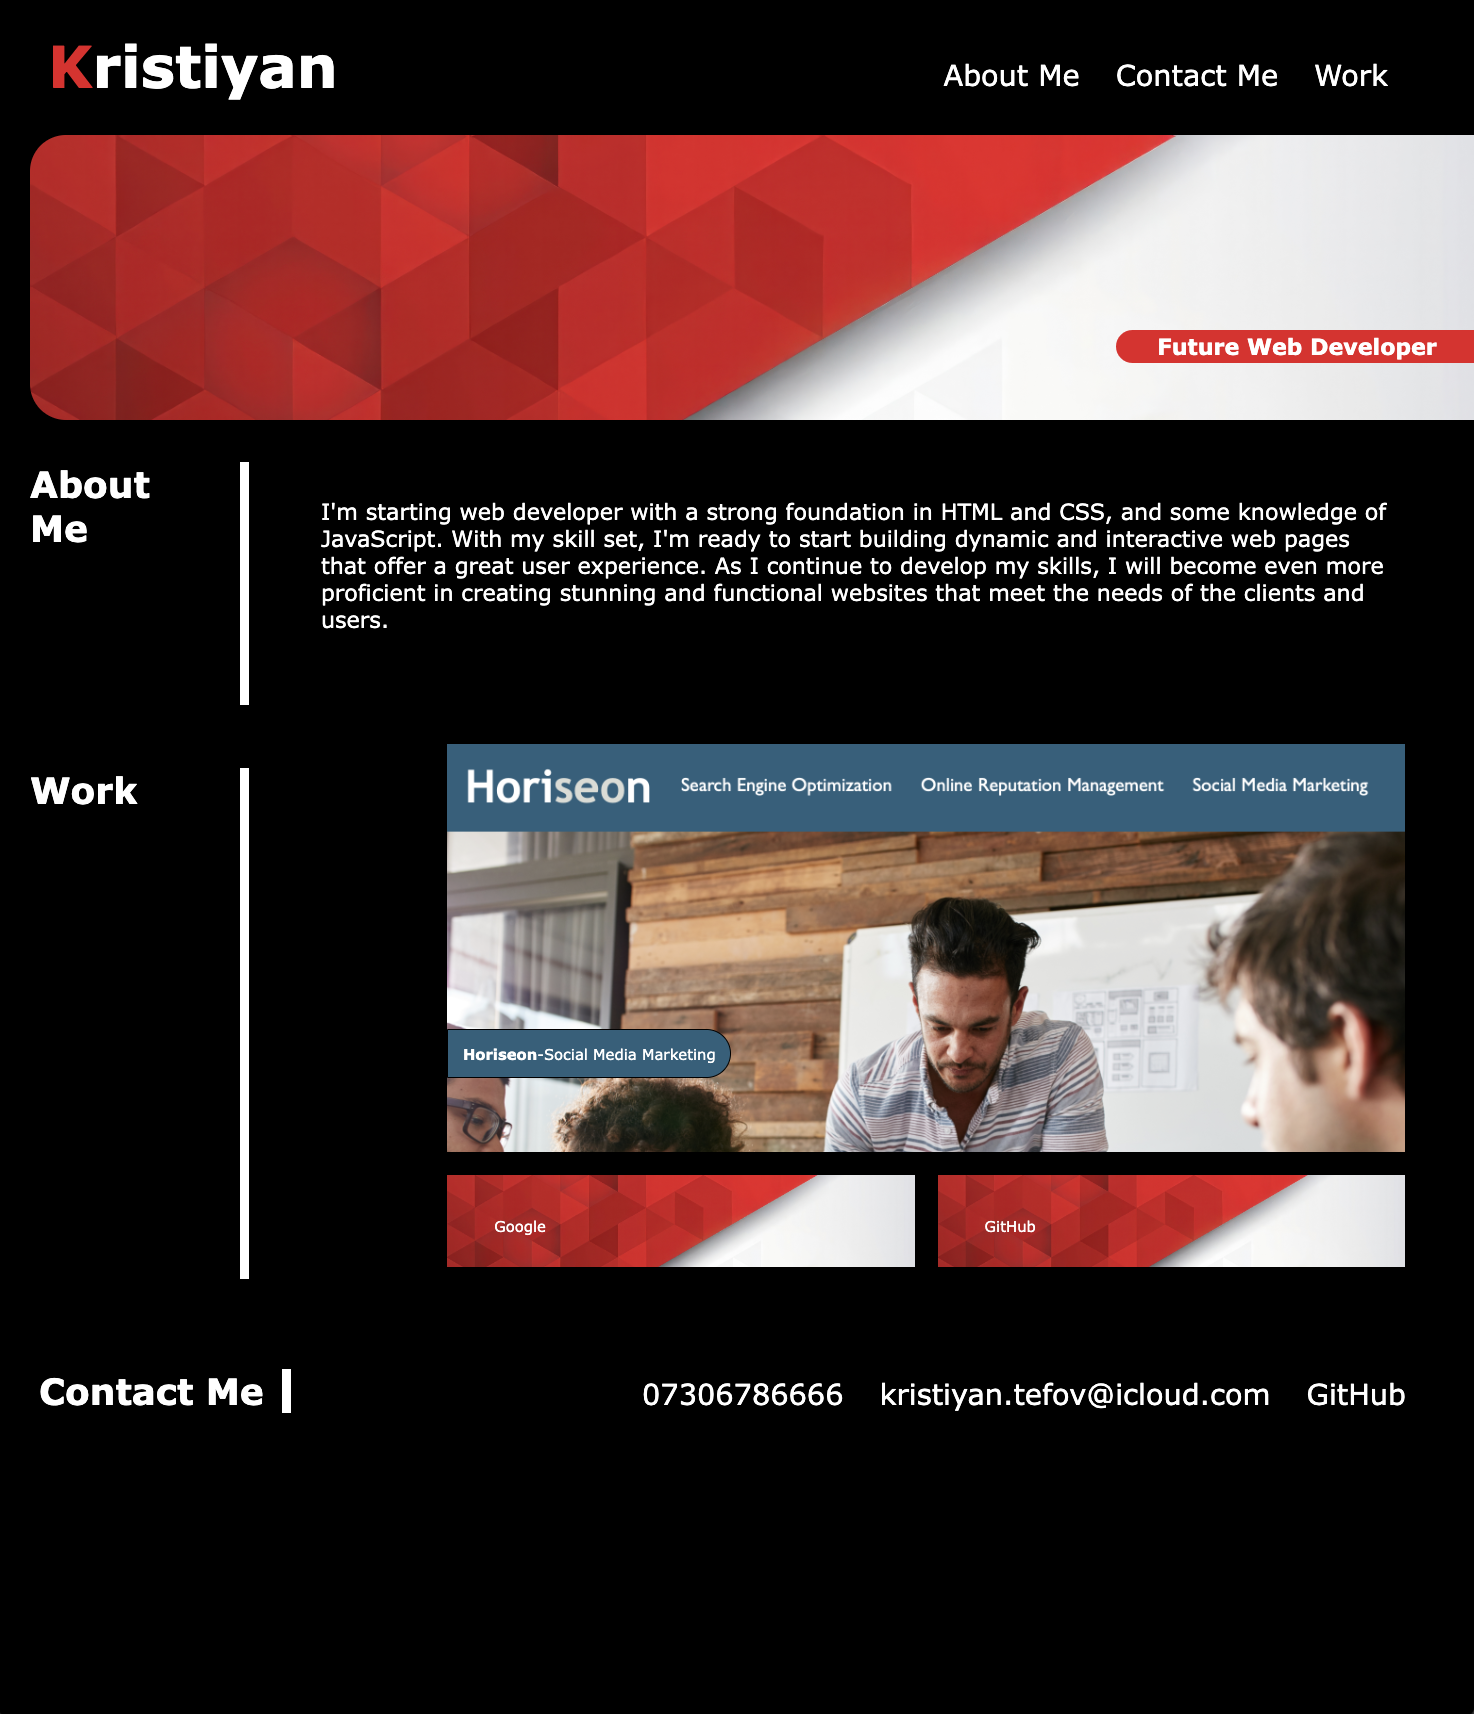 Kristiyan
About Me Contact Me Work
Future Web Developer
About
Me
I'm starting web developer with a strong foundation in HTML and CSS, and some knowledge of
JavaScript. With my skill set, I'm ready to start building dynamic and interactive web pages
that offer a great user experience. As I continue to develop my skills, I will become even more
proficient in creating stunning and functional websites that meet the needs of the clients and
users.
Work
Horiseon Search Engine Optimization Online Reputation Management Social Media Marketing
Horiseon-Social Media Marketing
Google
GitHub
Contact Me
07306786666 kristiyan.tefov@icloud.com GitHub